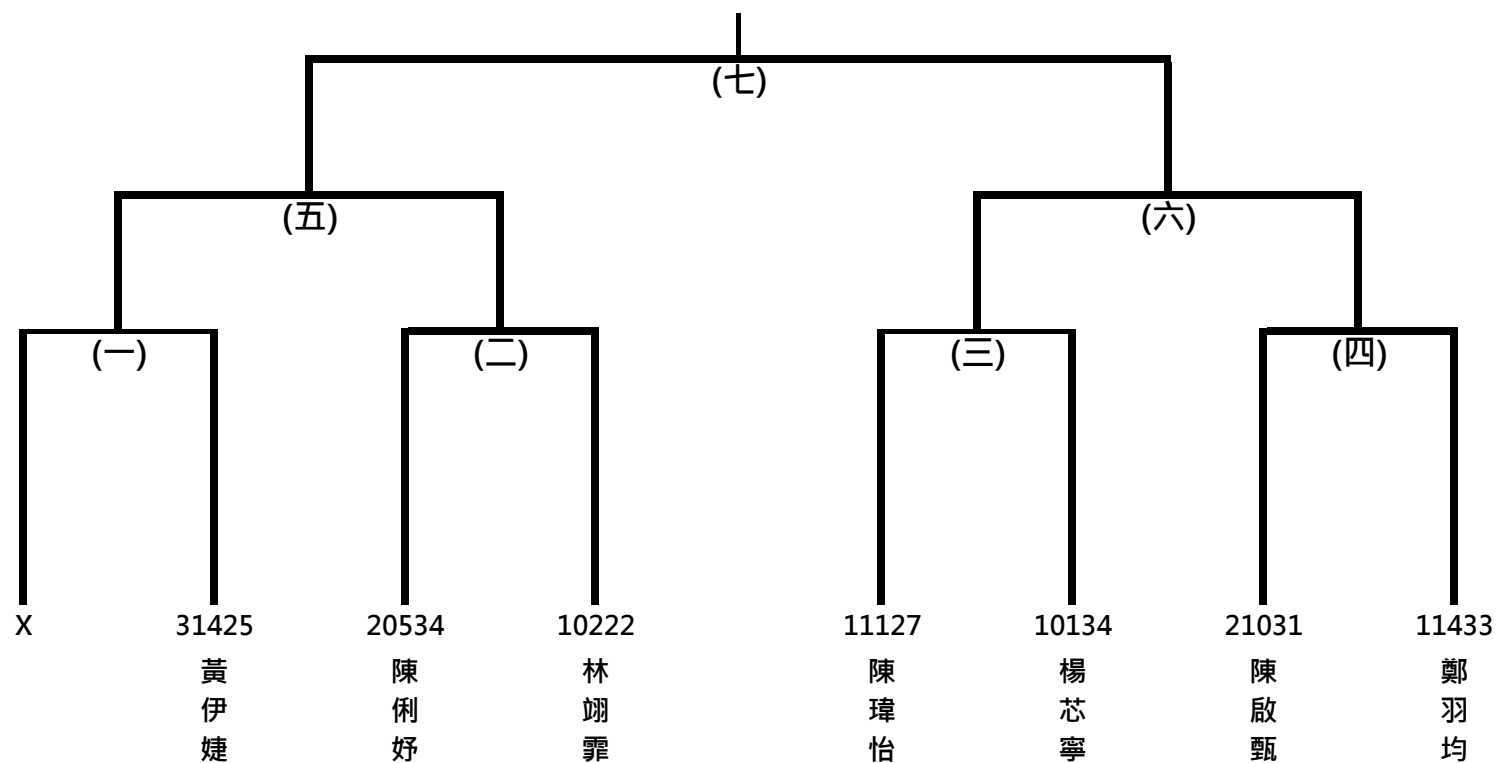 (七)
(五)
(六)
(一)
(二)
(三)
(四)
X
31425
20534
10222
11127
10134
21031
11433
黃伊婕
陳俐妤
林翊霏
陳瑋怡
楊芯寧
陳啟甄
鄭羽均